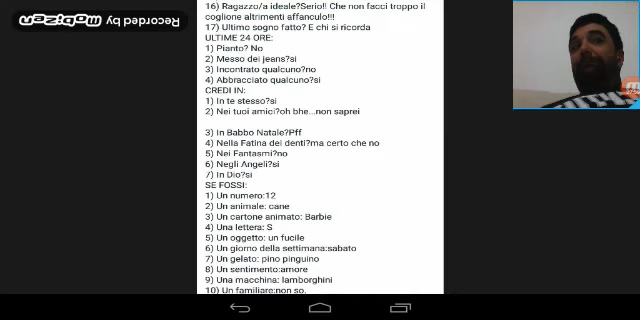 16) Ragazzo/a ideale?Serio!! Che non facci troppo il
coglione altrimenti affanculo!!!
17) Ultimo sogno fatto? E chi si ricorda
ULTIME 24 ORE:
1) Pianto? No
2) Messo dei jeans?si
3) Incontrato qualcuno?no
4) Abbracciato qualcuno?si
CREDI IN:
1) In te stesso?si
2) Nei tuoi amici?oh bhe...non saprei
3) In Babbo Natale?Pff
4) Nella Fatina dei denti?ma certo che no
5) Nei Fantasmi?no
6) Negli Angeli?si
7) In Dio?si
SE FOSSI:
1) Un numero:12
2) Un animale: cane
3) Un cartone animato: Barbie
4) Una lettera: S
5) Un oggetto: un fucile
6) Un giorno della settimana:sabato
7) Un gelato: pino pinguino
8) Un sentimento:amore
9) Una macchina: lamborghini
10) Un familiare:non so.
Recorded by
mobizen